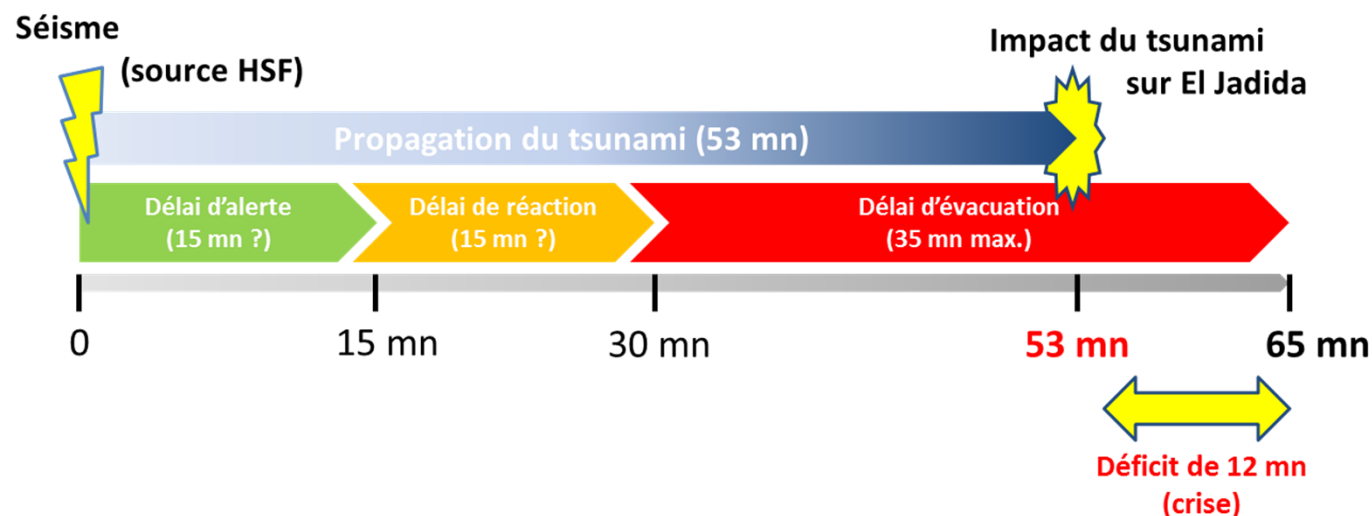 Séisme
(source HSF)
Impact du tsunami
sur El Jadida
Propagation du tsunami (53 mn)
Délai d'alerte
(15 mn ?)
Délai de réaction
(15 mn ?)
Délai d'évacuation
(35 mn max.)
0
15 mn
30 mn
53 mn
65 mn
Déficit de 12 mn
(crise)